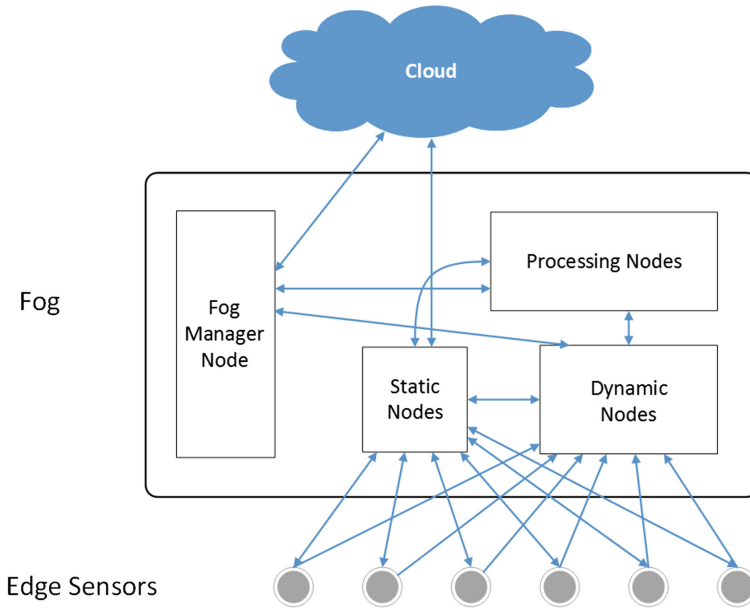 Cloud
Processing Nodes
Fog
Fog
Manager
Node
Static
Nodes
Dynamic
Nodes
Edge Sensors